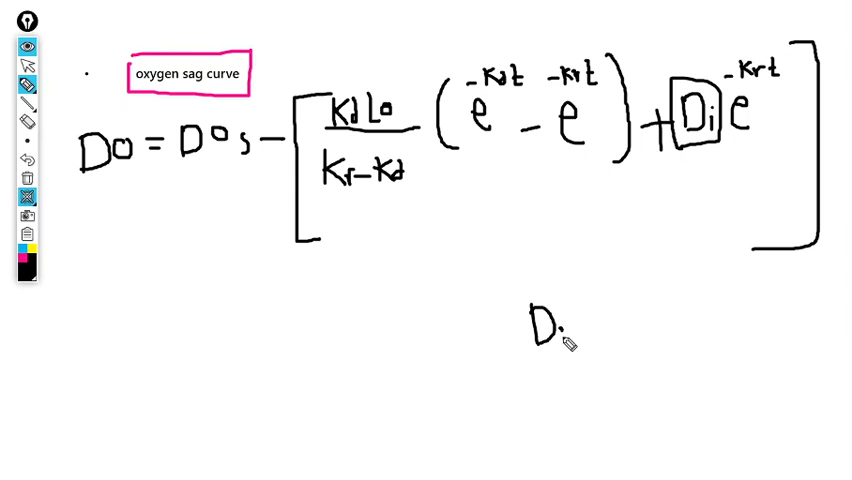 oxygen sag curve
DO = DOs - [ KdLo / Kr-Kd ( e^-Kdt - e^-Krt ) + Di e^-Krt ]
Di